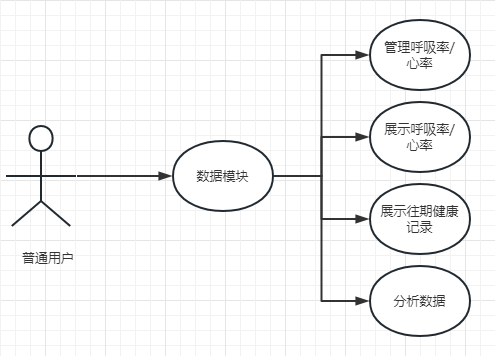 管理呼吸率/
心率
展示呼吸率/
心率
数据模块
展示往期健康
记录
普通用户
分析数据